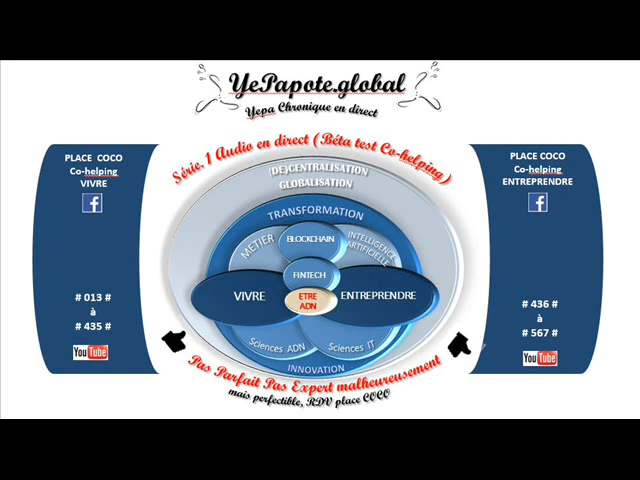 YePapote.global
Yepa Chronique en direct
Série, 1 Audio en direct (Béta test Co-helping)
PLACE COCO
Co-helping
VIVRE
# 013 #
à
# 435 #
YouTube
(DE)CENTRALISATION
GLOBALISATION
TRANSFORMATION
METIER
BLOCKCHAIN
INTELLIGENCE
ARTIFICIELLE
FINTECH
VIVRE
ETRE
ADN
ENTREPRENDRE
Sciences ADN
Sciences IT
INNOVATION
PLACE COCO
Co-helping
ENTREPRENDRE
# 436 #
à
# 567 #
YouTube
Pas Parfait Pas Expert malheureusement
mais perfectible, RDV place COCO